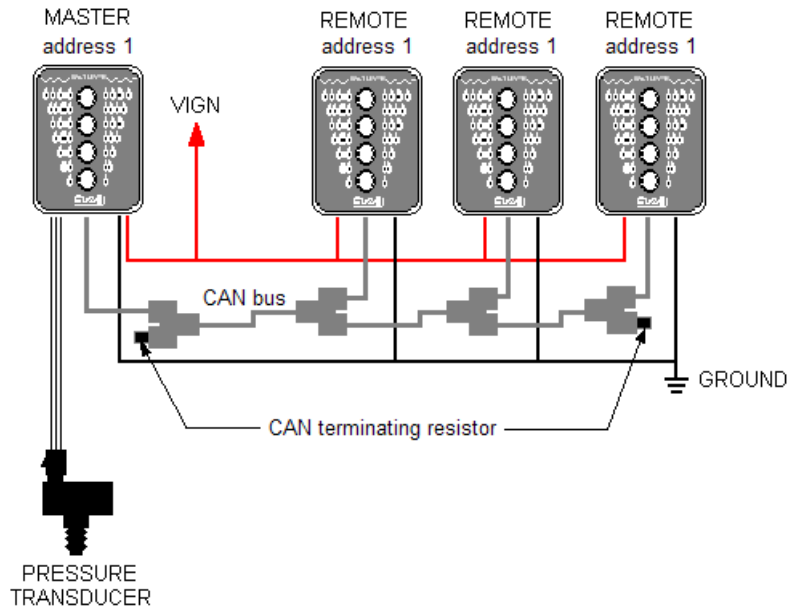 MASTER
address 1
REMOTE
address 1
REMOTE
address 1
REMOTE
address 1
VIGN
CAN bus
GROUND
CAN terminating resistor
PRESSURE
TRANSDUCER